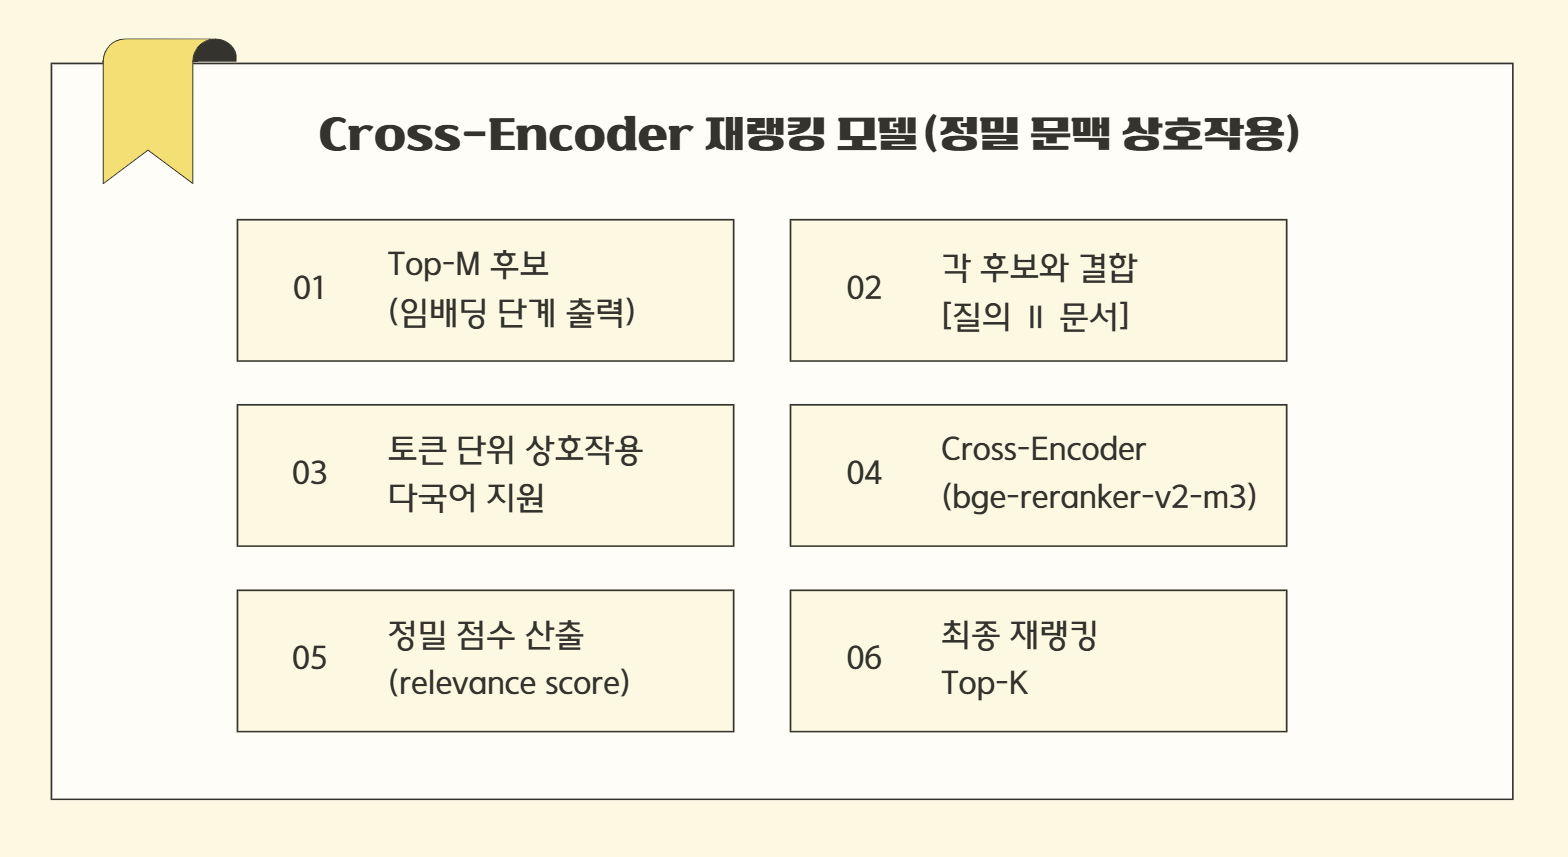 Cross-Encoder 재랭킹 모델(정밀 문맥 상호작용)
01
Top-M 후보
(임배딩 단계 출력)
02
각 후보와 결합
[질의 || 문서]
03
토큰 단위 상호작용
다국어 지원
04
Cross-Encoder
(bge-reranker-v2-m3)
05
정밀 점수 산출
(relevance score)
06
최종 재랭킹
Top-K